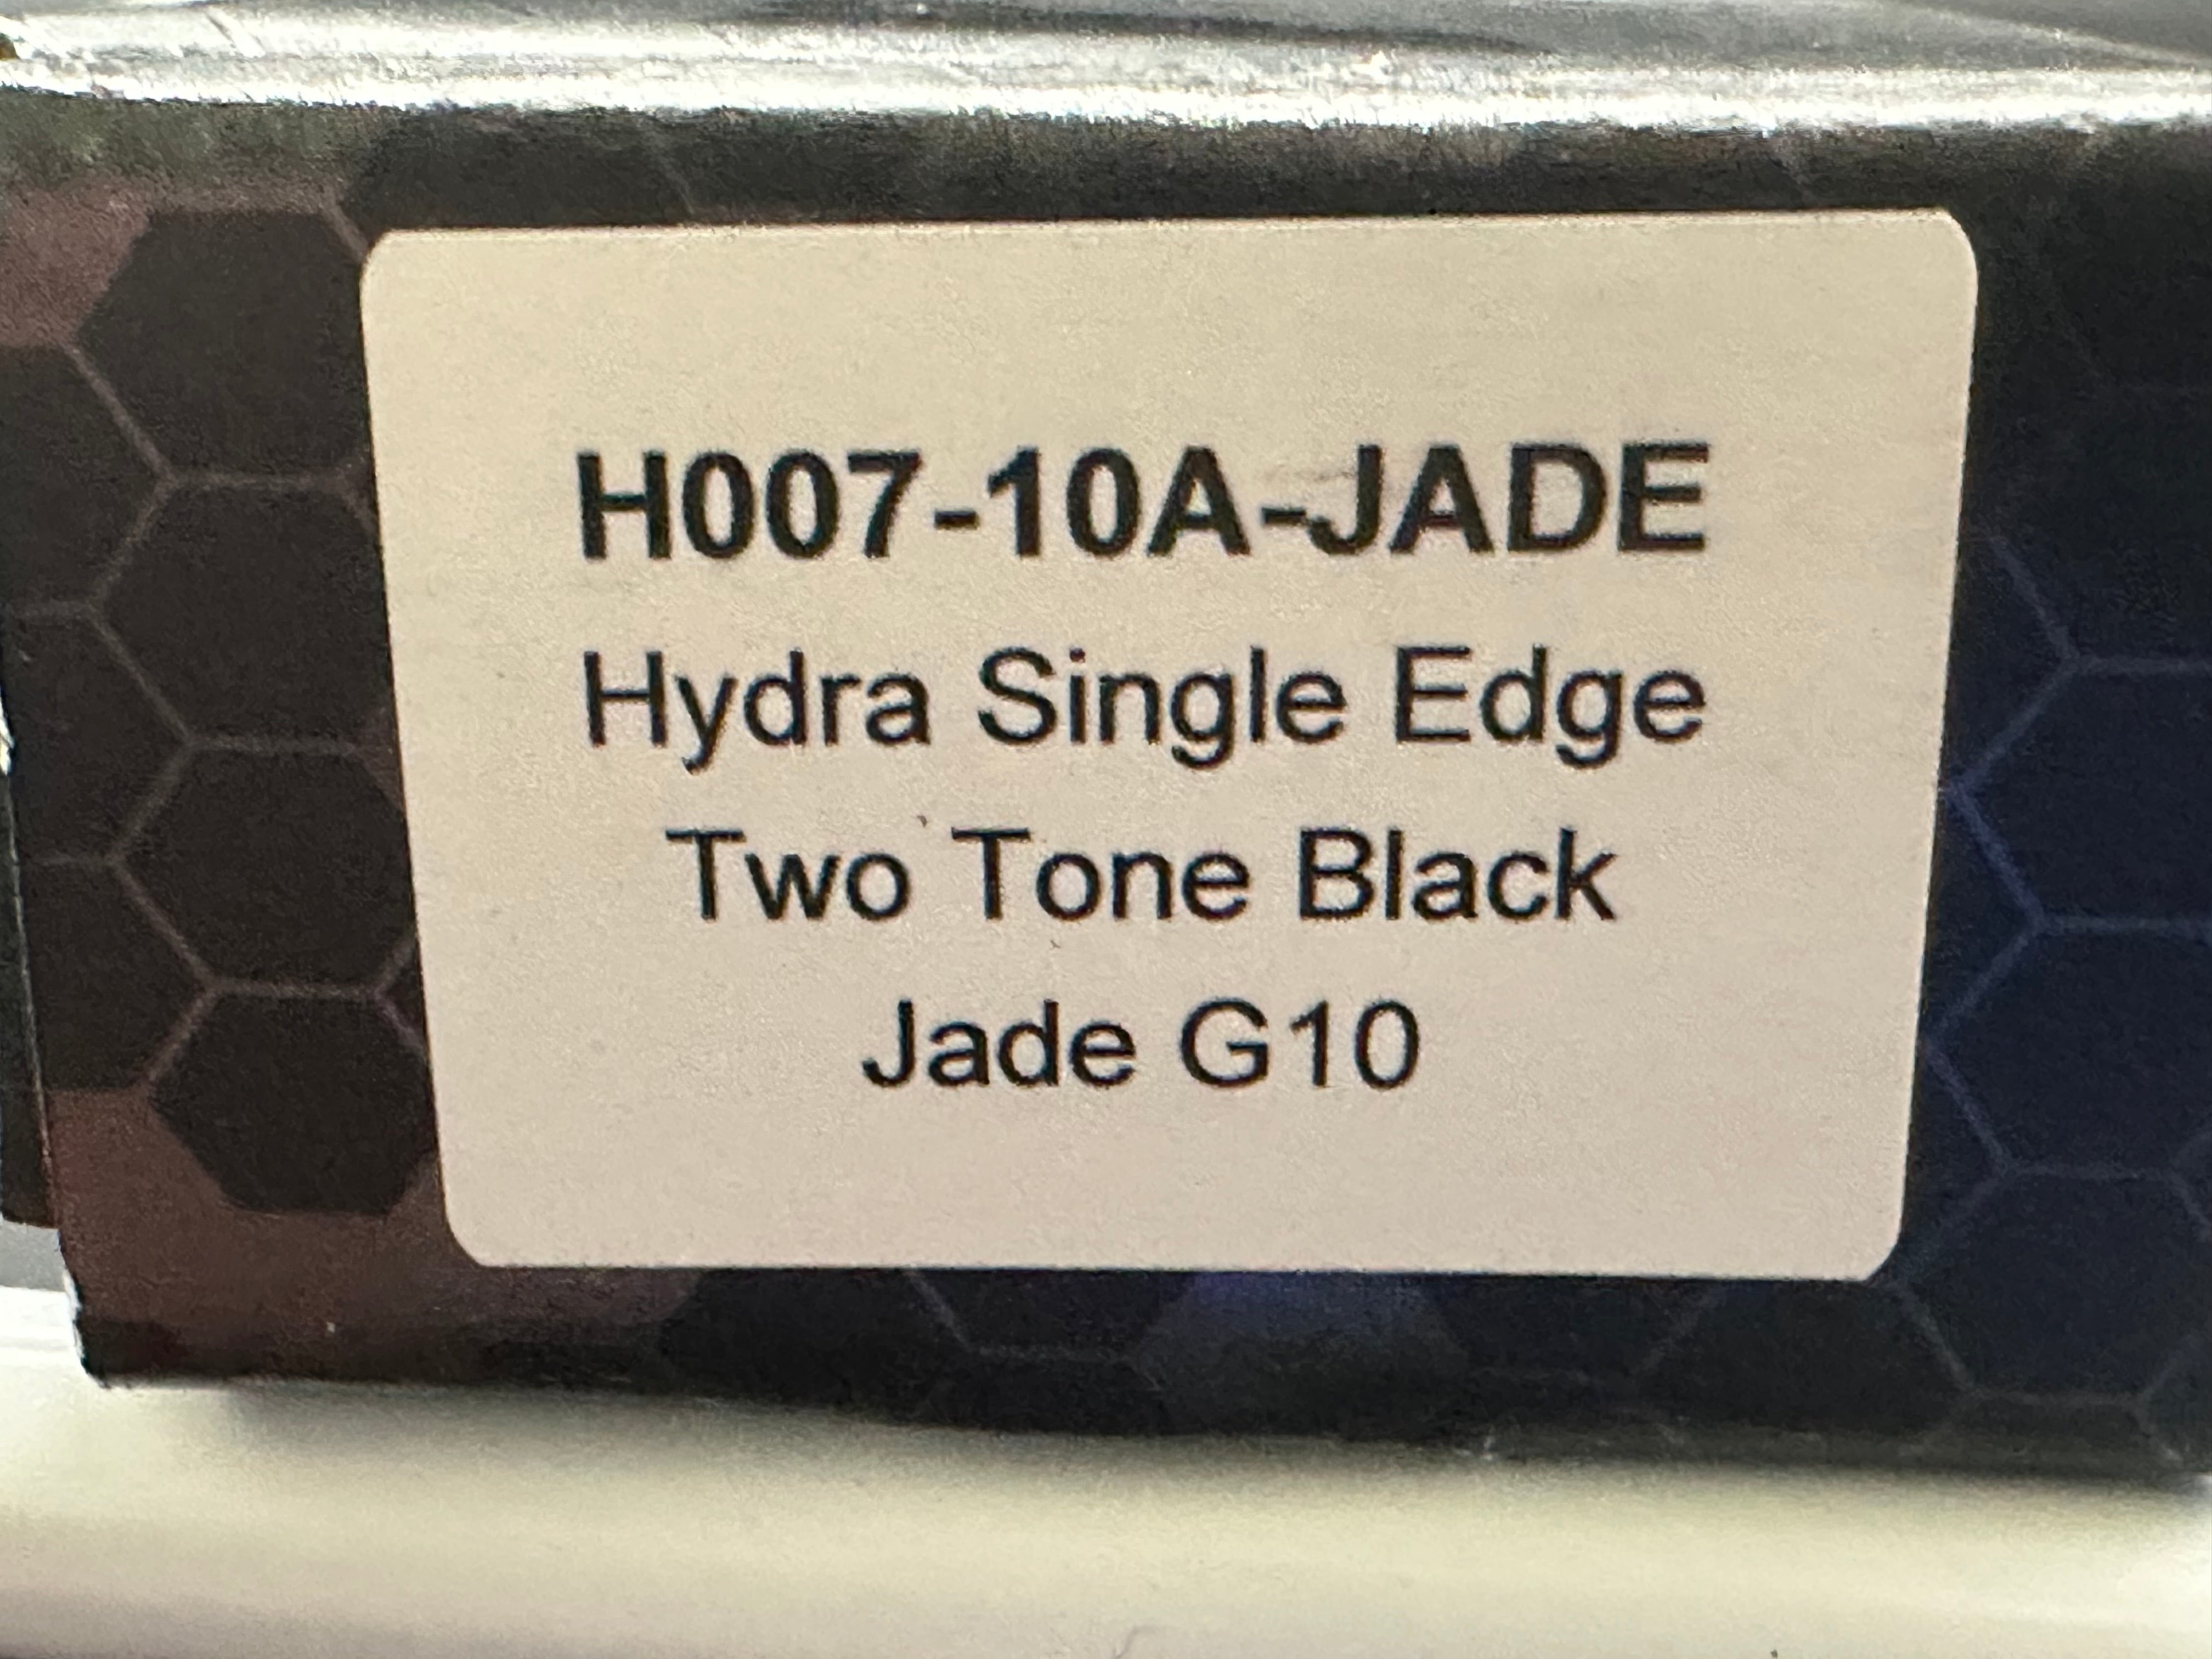 H007-10A-JADE
Hydra Single Edge
Two Tone Black
Jade G10